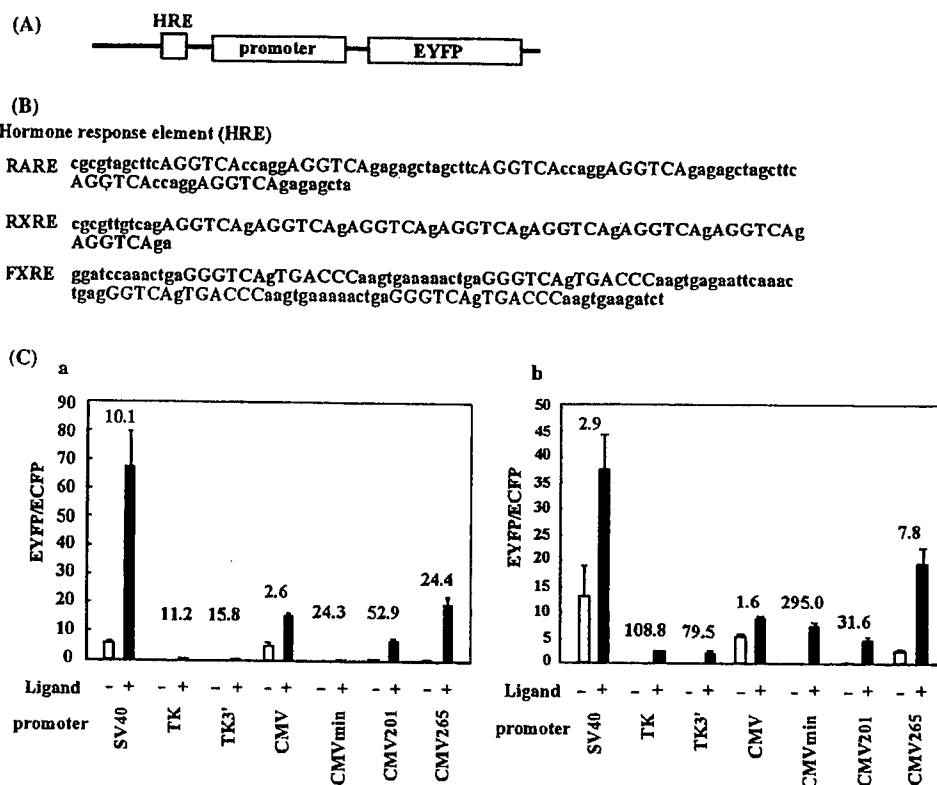 (A)
HRE
promoter
EYFP
(B)
Hormone response element (HRE)
RARE cgcgtagcttcAGGTCAccaggAGGTCAgagagctagcttcAGGTCAccaggAGGTCAgagagctagcttc
AGGTCAccaggAGGTCAgagagcta
RXRE cgcgttgtcagAGGTCAgAGGTCAgAGGTCAgAGGTCAgAGGTCAgAGGTCAgAGGTCAg
AGGTCAga
FXRE ggatccaaactgaGGGTCAgTGACCCaagtgaaaaactgaGGGTCAgTGACCCaagtgagaattcaaac
tgagGGTCAgTGACCCaagtgaaaaactgaGGGTCAgTGACCCaagtgaagatct
(C)
a
90
80
70
60
50
40
30
20
10
0
EYFP/ECFP
10.1
11.2
15.8
2.6
24.3
52.9
24.4
Ligand - + - + - + - + - + - + - +
promoter SV40 TK TK3' CMV CMVmin CMV201 CMV265
b
50
45
40
35
30
25
20
15
10
5
0
EYFP/ECFP
2.9
108.8
79.5
1.6
295.0
31.6
7.8
Ligand - + - + - + - + - + - + - +
promoter SV40 TK TK3' CMV CMVmin CMV201 CMV265